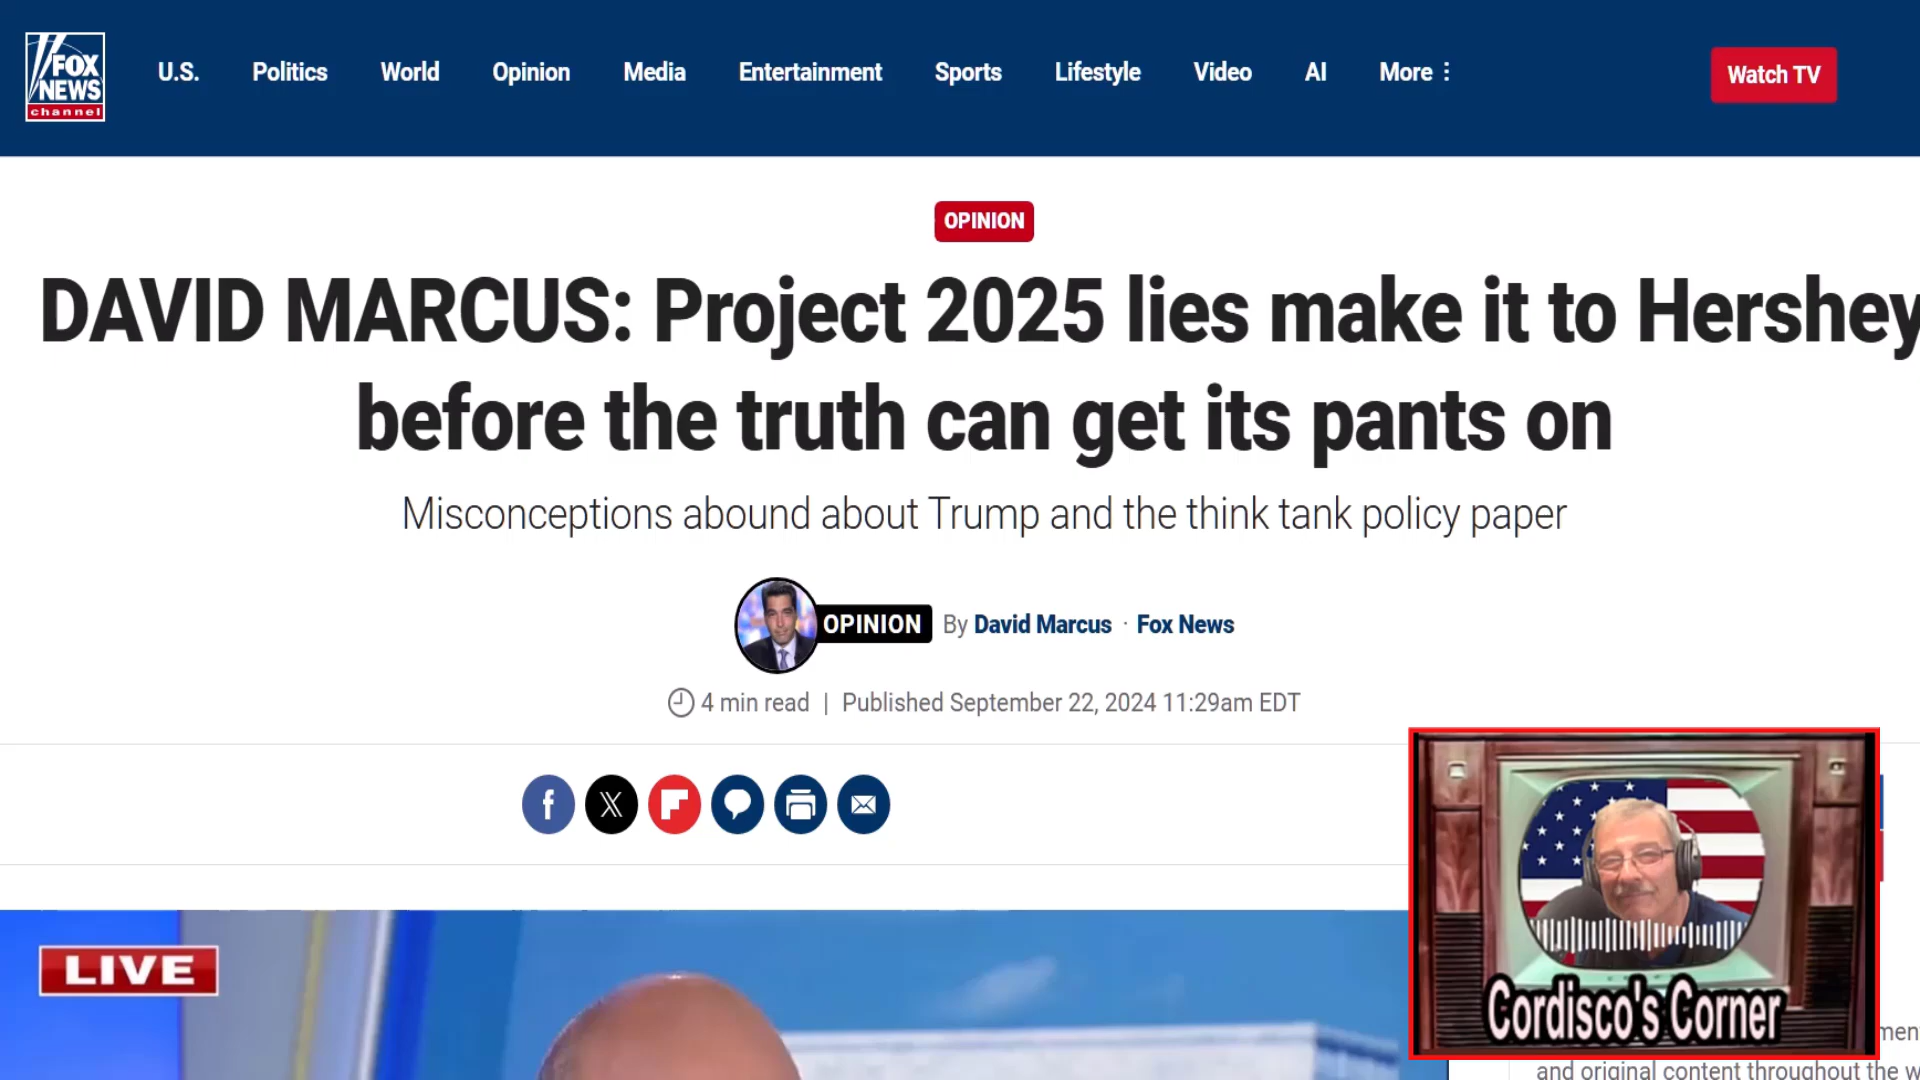 FOX
NEWS
channel
U.S. Politics World Opinion Media Entertainment Sports Lifestyle Video AI More
Watch TV
OPINION
DAVID MARCUS: Project 2025 lies make it to Hershey
before the truth can get its pants on
Misconceptions abound about Trump and the think tank policy paper
OPINION By David Marcus · Fox News
4 min read | Published September 22, 2024 11:29am EDT
f X
LIVE
Cordisco's Corner
and original content throughout the